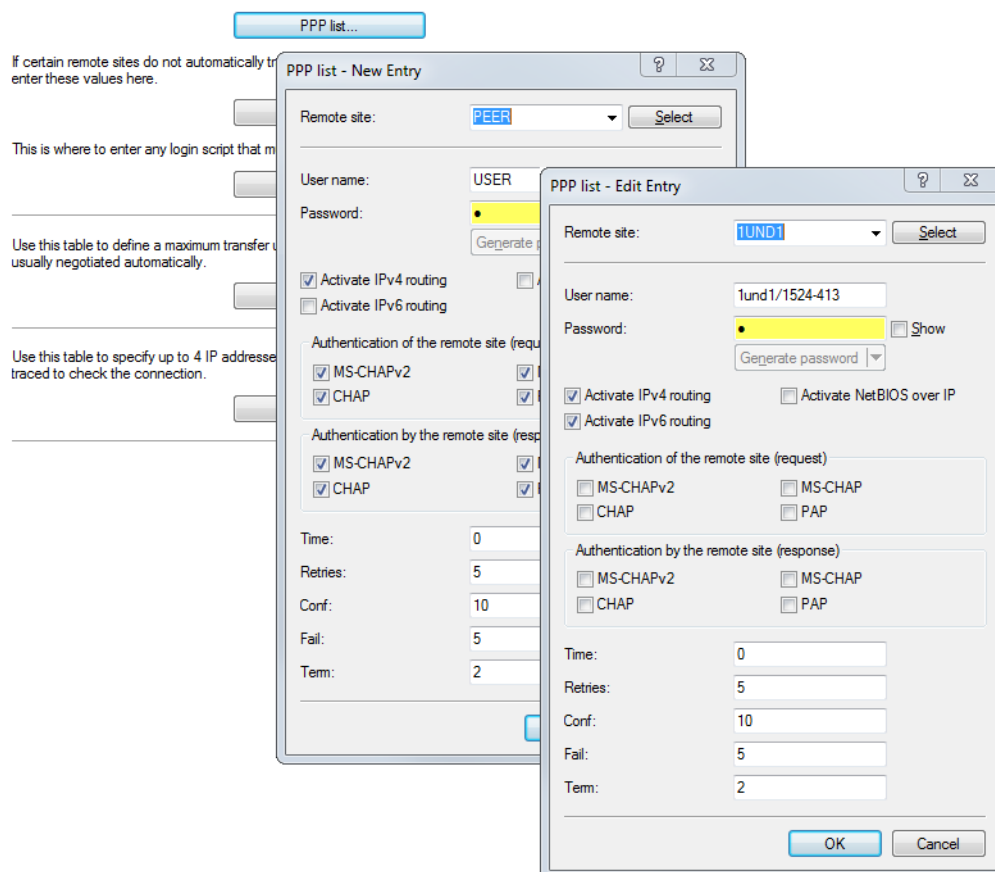 PPP list...
If certain remote sites do not automatically tr
enter these values here.
This is where to enter any login script that m
Use this table to define a maximum transfer u
usually negotiated automatically.
Use this table to specify up to 4 IP addresse
traced to check the connection.
PPP list - New Entry
Remote site: PEER Select
User name: USER
Password: ●
Generate p
Activate IPv4 routing
Activate IPv6 routing
Authentication of the remote site (requ
MS-CHAPv2
CHAP
Authentication by the remote site (resp
MS-CHAPv2
CHAP
Time: 0
Retries: 5
Conf: 10
Fail: 5
Term: 2
PPP list - Edit Entry
Remote site: 1UND1 Select
User name: 1und1/1524-413
Password: ● Show
Generate password
Activate IPv4 routing Activate NetBIOS over IP
Activate IPv6 routing
Authentication of the remote site (request)
MS-CHAPv2 MS-CHAP
CHAP PAP
Authentication by the remote site (response)
MS-CHAPv2 MS-CHAP
CHAP PAP
Time: 0
Retries: 5
Conf: 10
Fail: 5
Term: 2
OK Cancel